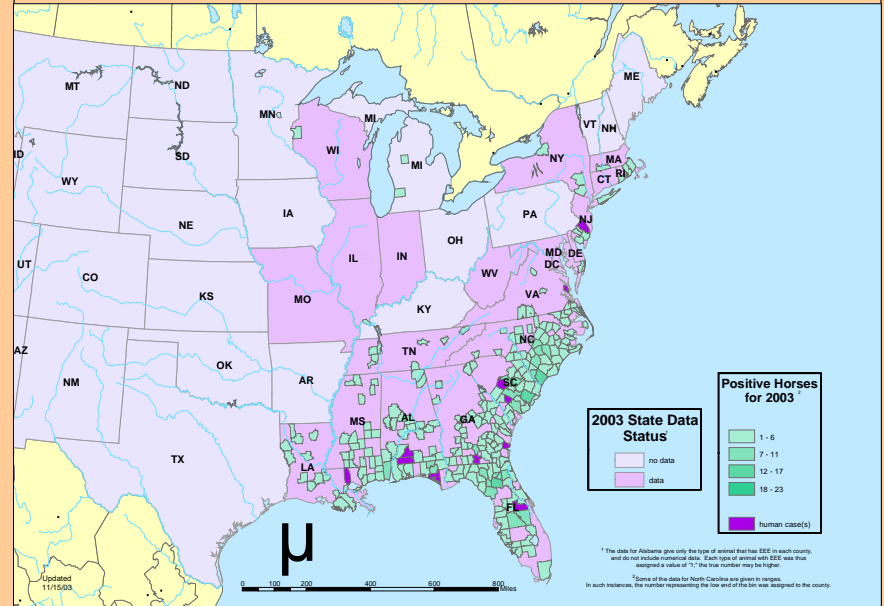 ME
MT
ND
MN
MI
VT
NH
ID
SD
WI
MI
NY
MA
CT
RI
WY
IA
PA
NJ
NE
OH
IL
IN
MD
DE
DC
UT
CO
WV
VA
KS
MO
KY
AZ
OK
TN
NC
NM
AR
SC
MS
AL
GA
TX
LA
FL
Positive Horses
for 2003 2
1 - 6
7 - 11
12 - 17
18 - 23
human case(s)
2003 State Data
Status1
no data
data
µ
Updated
11/15/03
0 100 200 400 600 800
Miles
1 The data for Alabama give only the type of animal that has EEE in each county,
and do not include numerical data. Each type of animal with EEE was thus
assigned a value of "1;" the true number may be higher.
2 Some of the data for North Carolina are given in ranges.
In such instances, the number representing the low end of the bin was assigned to the county.